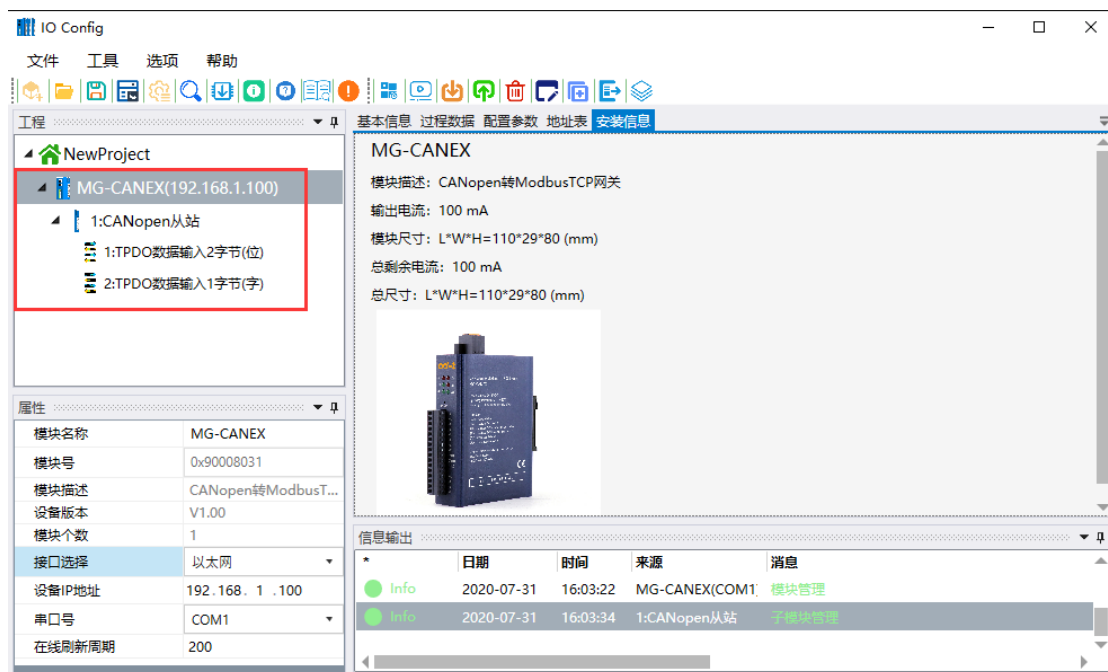 IO Config
文件 工具 选项 帮助
工程
NewProject
MG-CANEX(192.168.1.100)
1:CANopen从站
1:TPDO数据输入2字节(位)
2:TPDO数据输入1字节(字)
基本信息 过程数据 配置参数 地址表 安装信息
MG-CANEX
模块描述：CANopen转ModbusTCP网关
输出电流：100 mA
模块尺寸：L*W*H=110*29*80 (mm)
总剩余电流：100 mA
总尺寸：L*W*H=110*29*80 (mm)
属性
模块名称 MG-CANEX
模块号 0x90008031
模块描述 CANopen转ModbusT...
设备版本 V1.00
模块个数 1
接口选择 以太网
设备IP地址 192.168. 1 .100
串口号 COM1
在线刷新周期 200
信息输出
* 日期 时间 来源 消息
Info 2020-07-31 16:03:22 MG-CANEX(COM1) 模块管理
Info 2020-07-31 16:03:34 1:CANopen从站 子模块管理